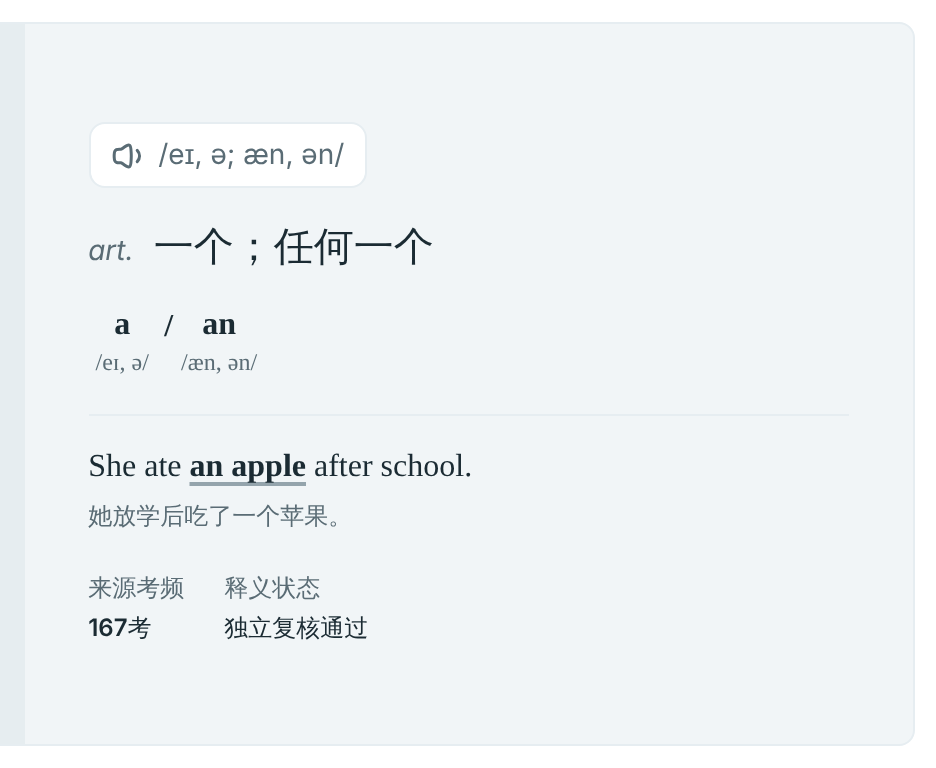 /eɪ, ə; æn, ən/
art. 一个；任何一个
a / an
/eɪ, ə/ /æn, ən/
She ate an apple after school.
她放学后吃了一个苹果。
来源考频 释义状态
167考 独立复核通过